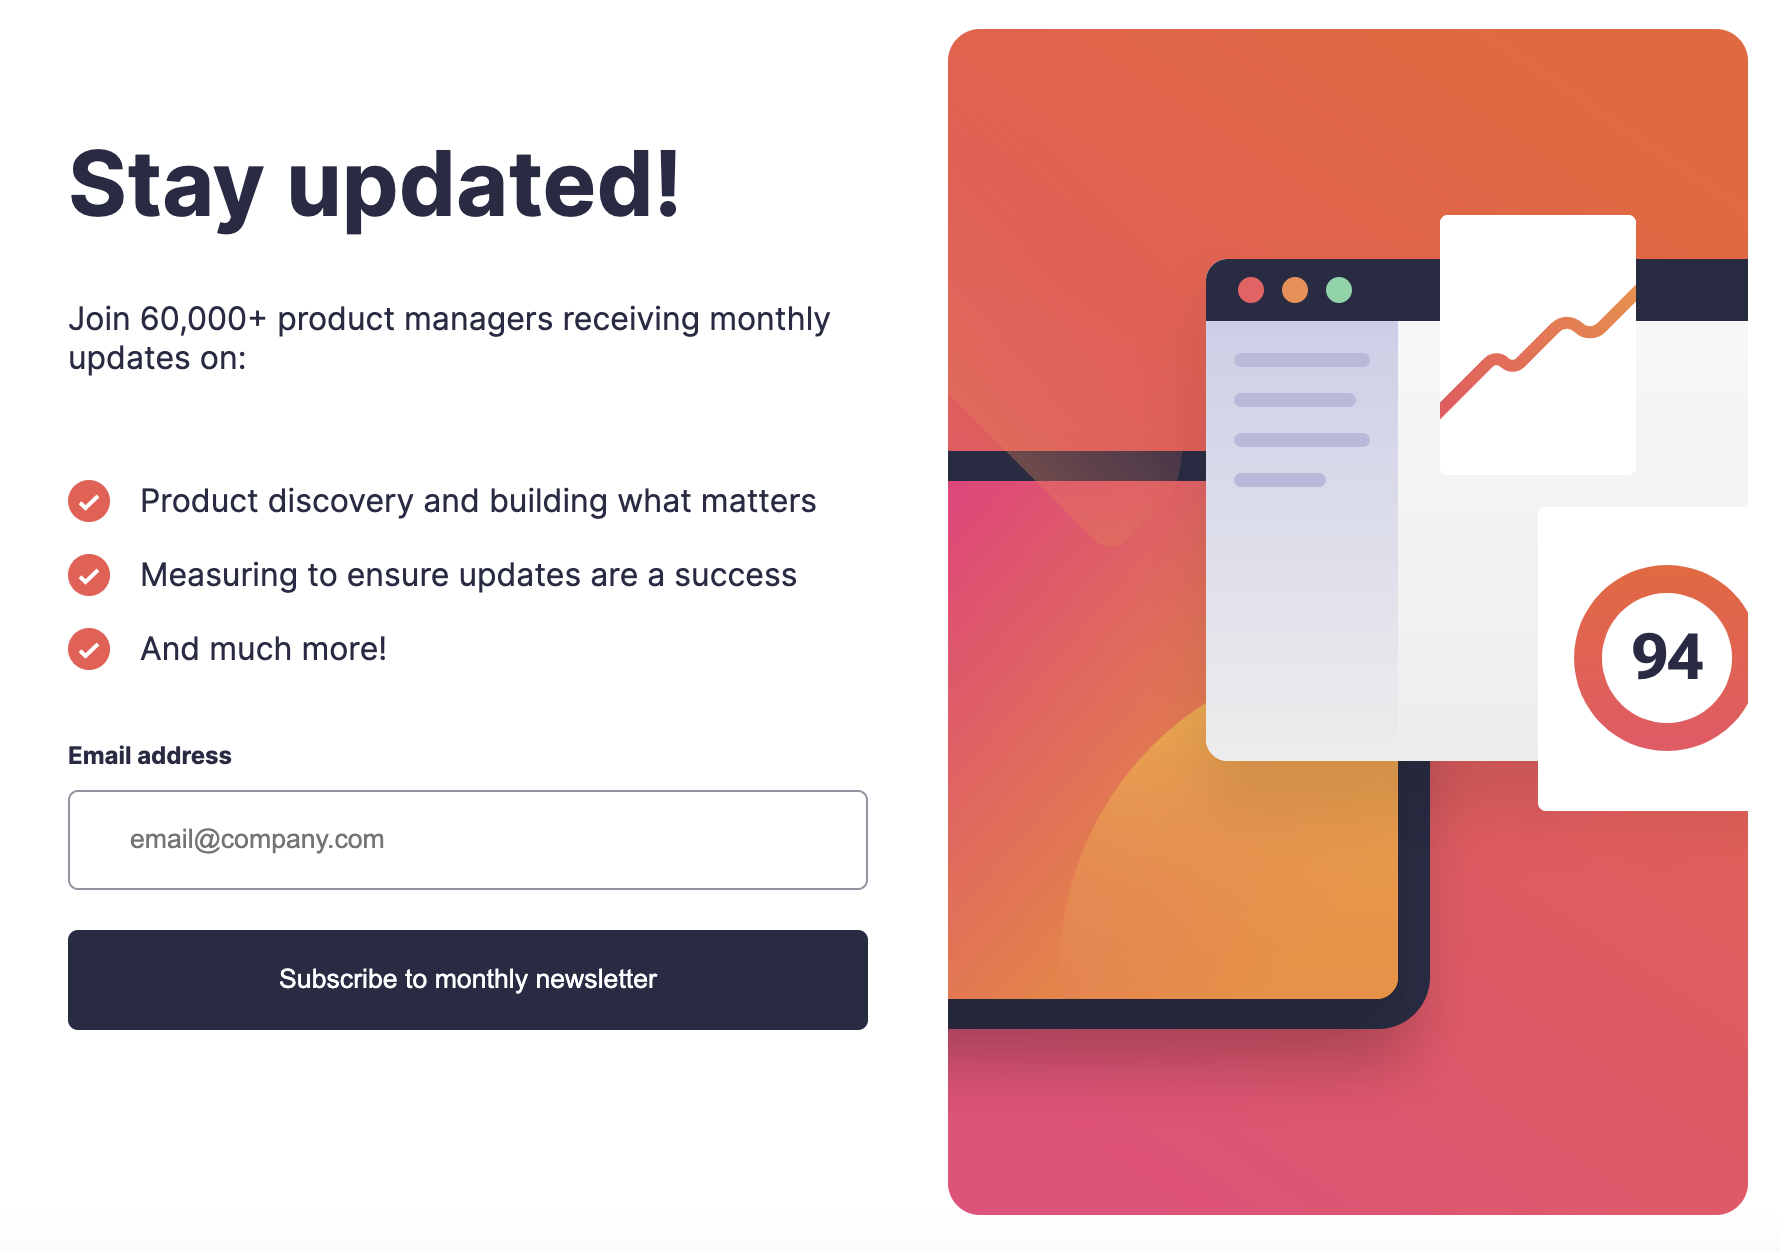 Stay updated!
Join 60,000+ product managers receiving monthly
updates on:
Product discovery and building what matters
Measuring to ensure updates are a success
And much more!
Email address
email@company.com
Subscribe to monthly newsletter
94